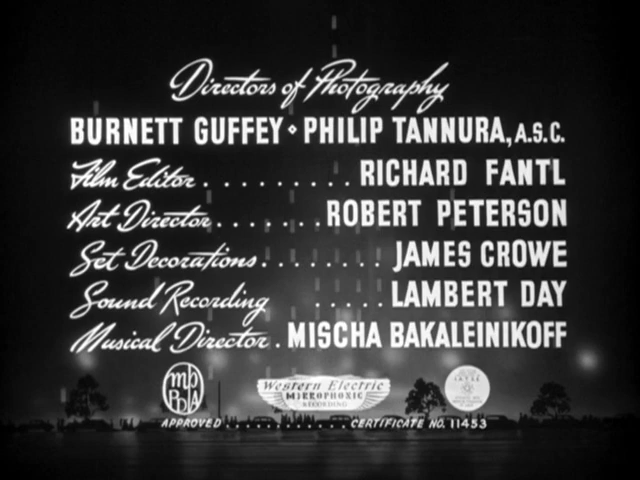 Directors of Photography
BURNETT GUFFEY ⋄ PHILIP TANNURA, A.S.C.
Film Editor.........RICHARD FANTL
Art Director.......ROBERT PETERSON
Set Decorations........JAMES CROWE
Sound Recording .....LAMBERT DAY
Musical Director.MISCHA BAKALEINIKOFF
Western Electric
MIRROPHONIC
RECORDING
APPROVED............CERTIFICATE NO. 11453